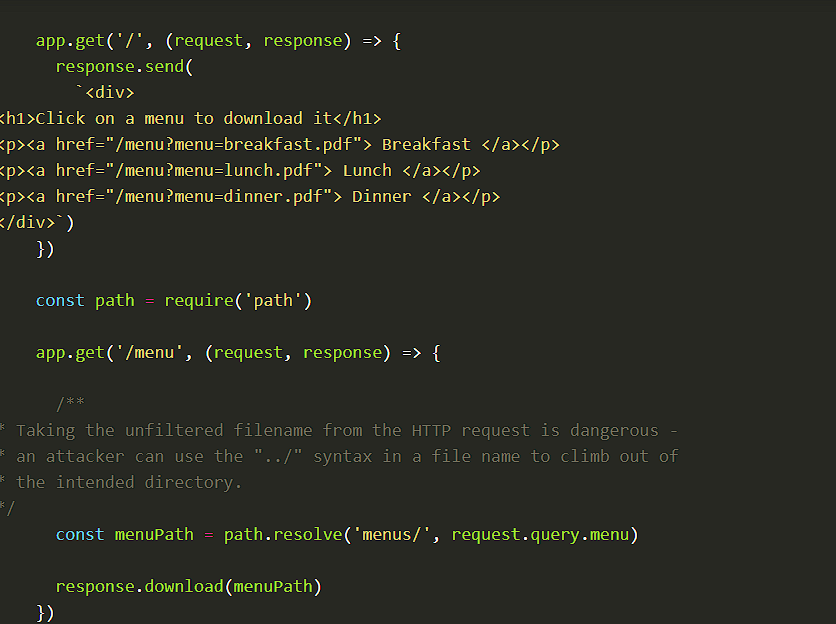 app.get('/', (request, response) => {
response.send(
`<div>
<h1>Click on a menu to download it</h1>
<p><a href="/menu?menu=breakfast.pdf"> Breakfast </a></p>
<p><a href="/menu?menu=lunch.pdf"> Lunch </a></p>
<p><a href="/menu?menu=dinner.pdf"> Dinner </a></p>
</div>`)
})
const path = require('path')
app.get('/menu', (request, response) => {
/**
* Taking the unfiltered filename from the HTTP request is dangerous -
* an attacker can use the "../" syntax in a file name to climb out of
* the intended directory.
*/
const menuPath = path.resolve('menus/', request.query.menu)
response.download(menuPath)
})